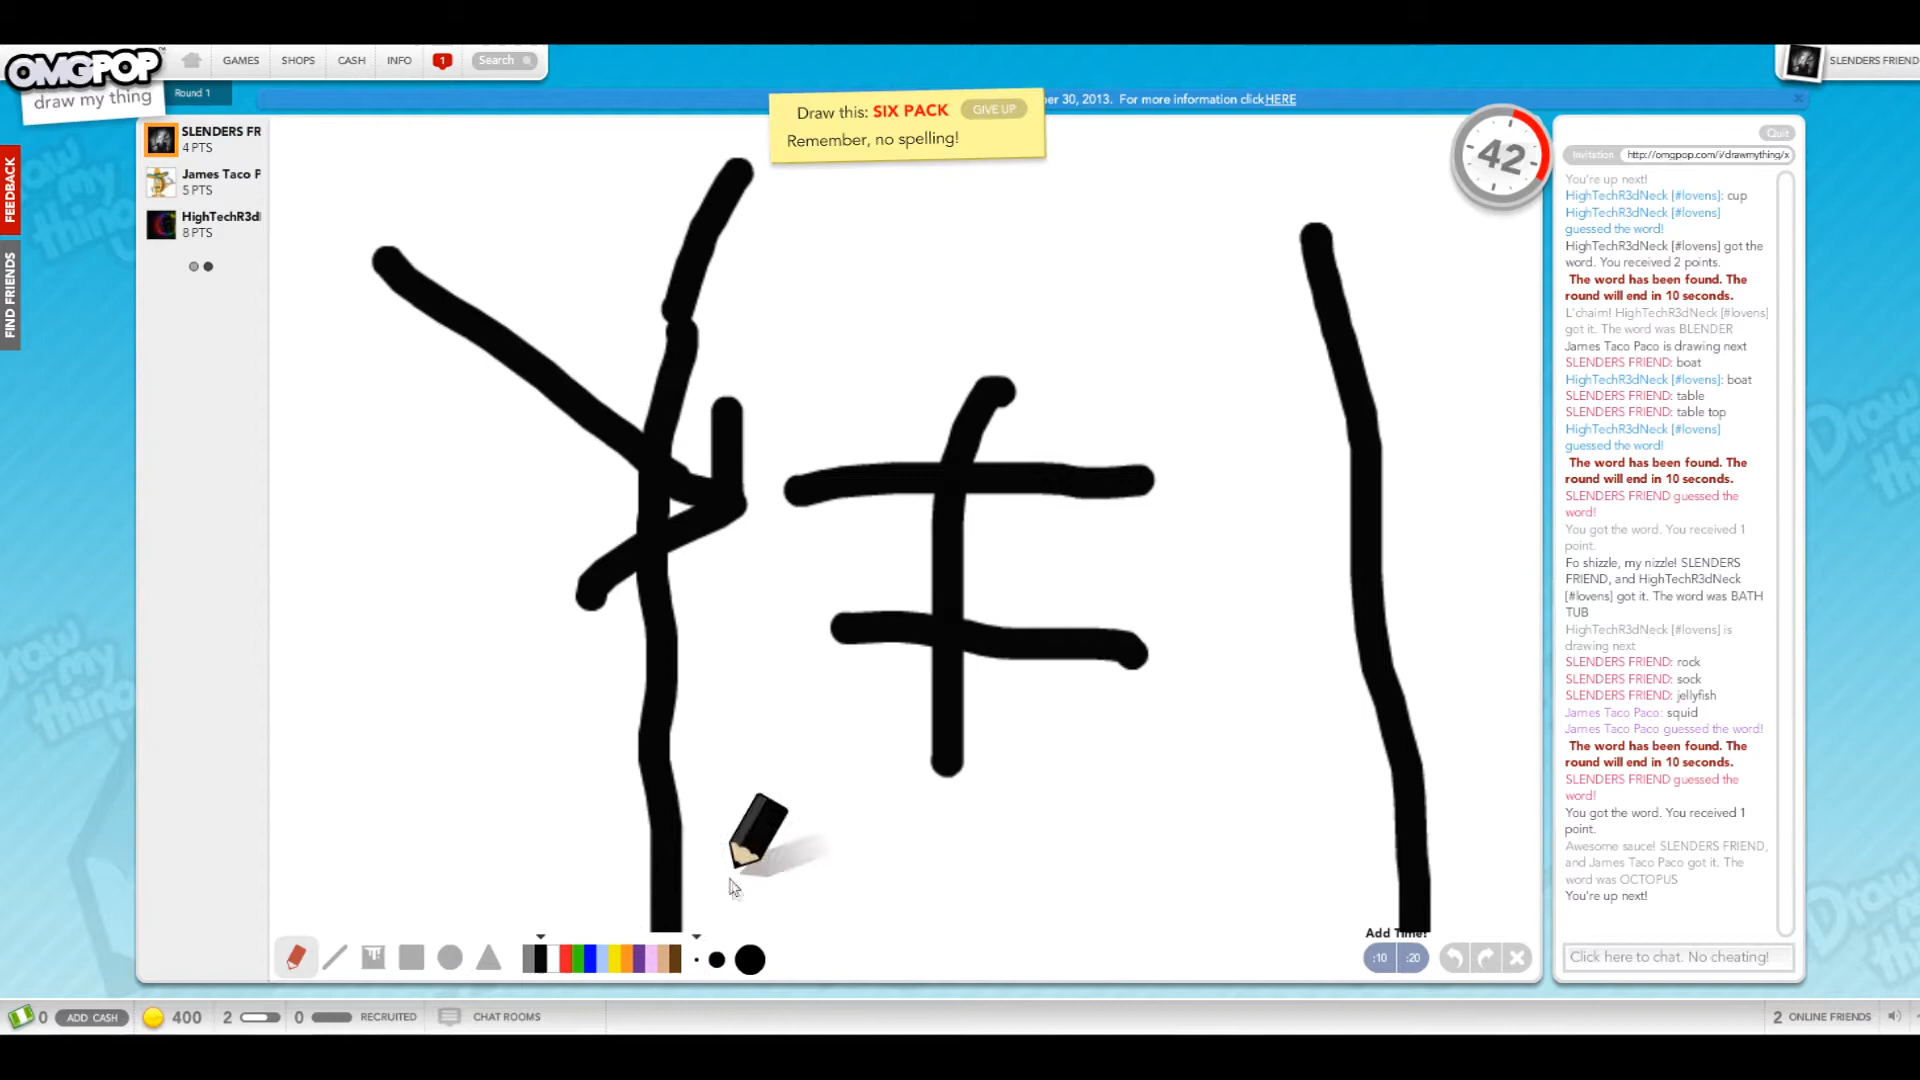 OMGPOP
draw my thing
GAMES SHOPS CASH INFO 1 Search
SLENDERS FRIEND
Round 1
er 30, 2013. For more information click HERE
Draw this: SIX PACK GIVE UP
Remember, no spelling!
42
FEEDBACK
FIND FRIENDS
SLENDERS FR
4 PTS
James Taco P
5 PTS
HighTechR3d
8 PTS
Quit
Invitation http://omgpop.com/i/drawmything/x
You're up next!
HighTechR3dNeck [#lovens]: cup
HighTechR3dNeck [#lovens]
guessed the word!
HighTechR3dNeck [#lovens] got the
word. You received 2 points.
The word has been found. The
round will end in 10 seconds.
L'chaim! HighTechR3dNeck [#lovens]
got it. The word was BLENDER
James Taco Paco is drawing next
SLENDERS FRIEND: boat
HighTechR3dNeck [#lovens]: boat
SLENDERS FRIEND: table
SLENDERS FRIEND: table top
HighTechR3dNeck [#lovens]
guessed the word!
The word has been found. The
round will end in 10 seconds.
SLENDERS FRIEND guessed the
word!
You got the word. You received 1
point.
Fo shizzle, my nizzle! SLENDERS
FRIEND, and HighTechR3dNeck
[#lovens] got it. The word was BATH
TUB
HighTechR3dNeck [#lovens] is
drawing next
SLENDERS FRIEND: rock
SLENDERS FRIEND: sock
SLENDERS FRIEND: jellyfish
James Taco Paco: squid
James Taco Paco guessed the word!
The word has been found. The
round will end in 10 seconds.
SLENDERS FRIEND guessed the
word!
You got the word. You received 1
point.
Awesome sauce! SLENDERS FRIEND,
and James Taco Paco got it. The
word was OCTOPUS
You're up next!
Click here to chat. No cheating!
Add Time!
:10 :20
0 ADD CASH 400 2 0 RECRUITED CHAT ROOMS
2 ONLINE FRIENDS